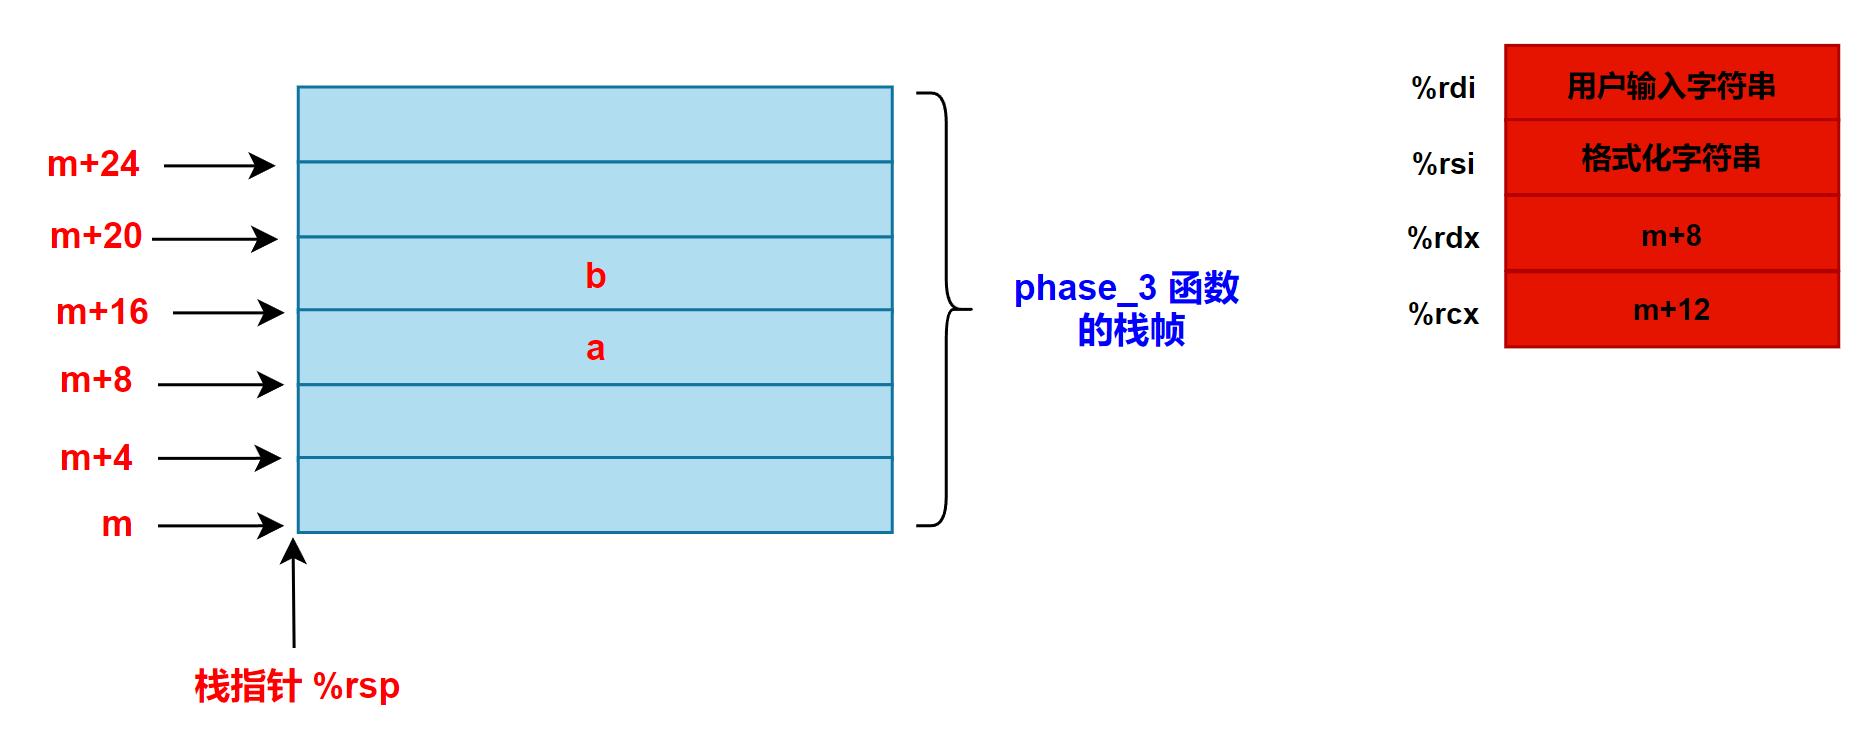 m+24
m+20
m+16
m+8
m+4
m
b
a
栈指针 %rsp
phase_3 函数
的栈帧
%rdi 用户输入字符串
%rsi 格式化字符串
%rdx m+8
%rcx m+12